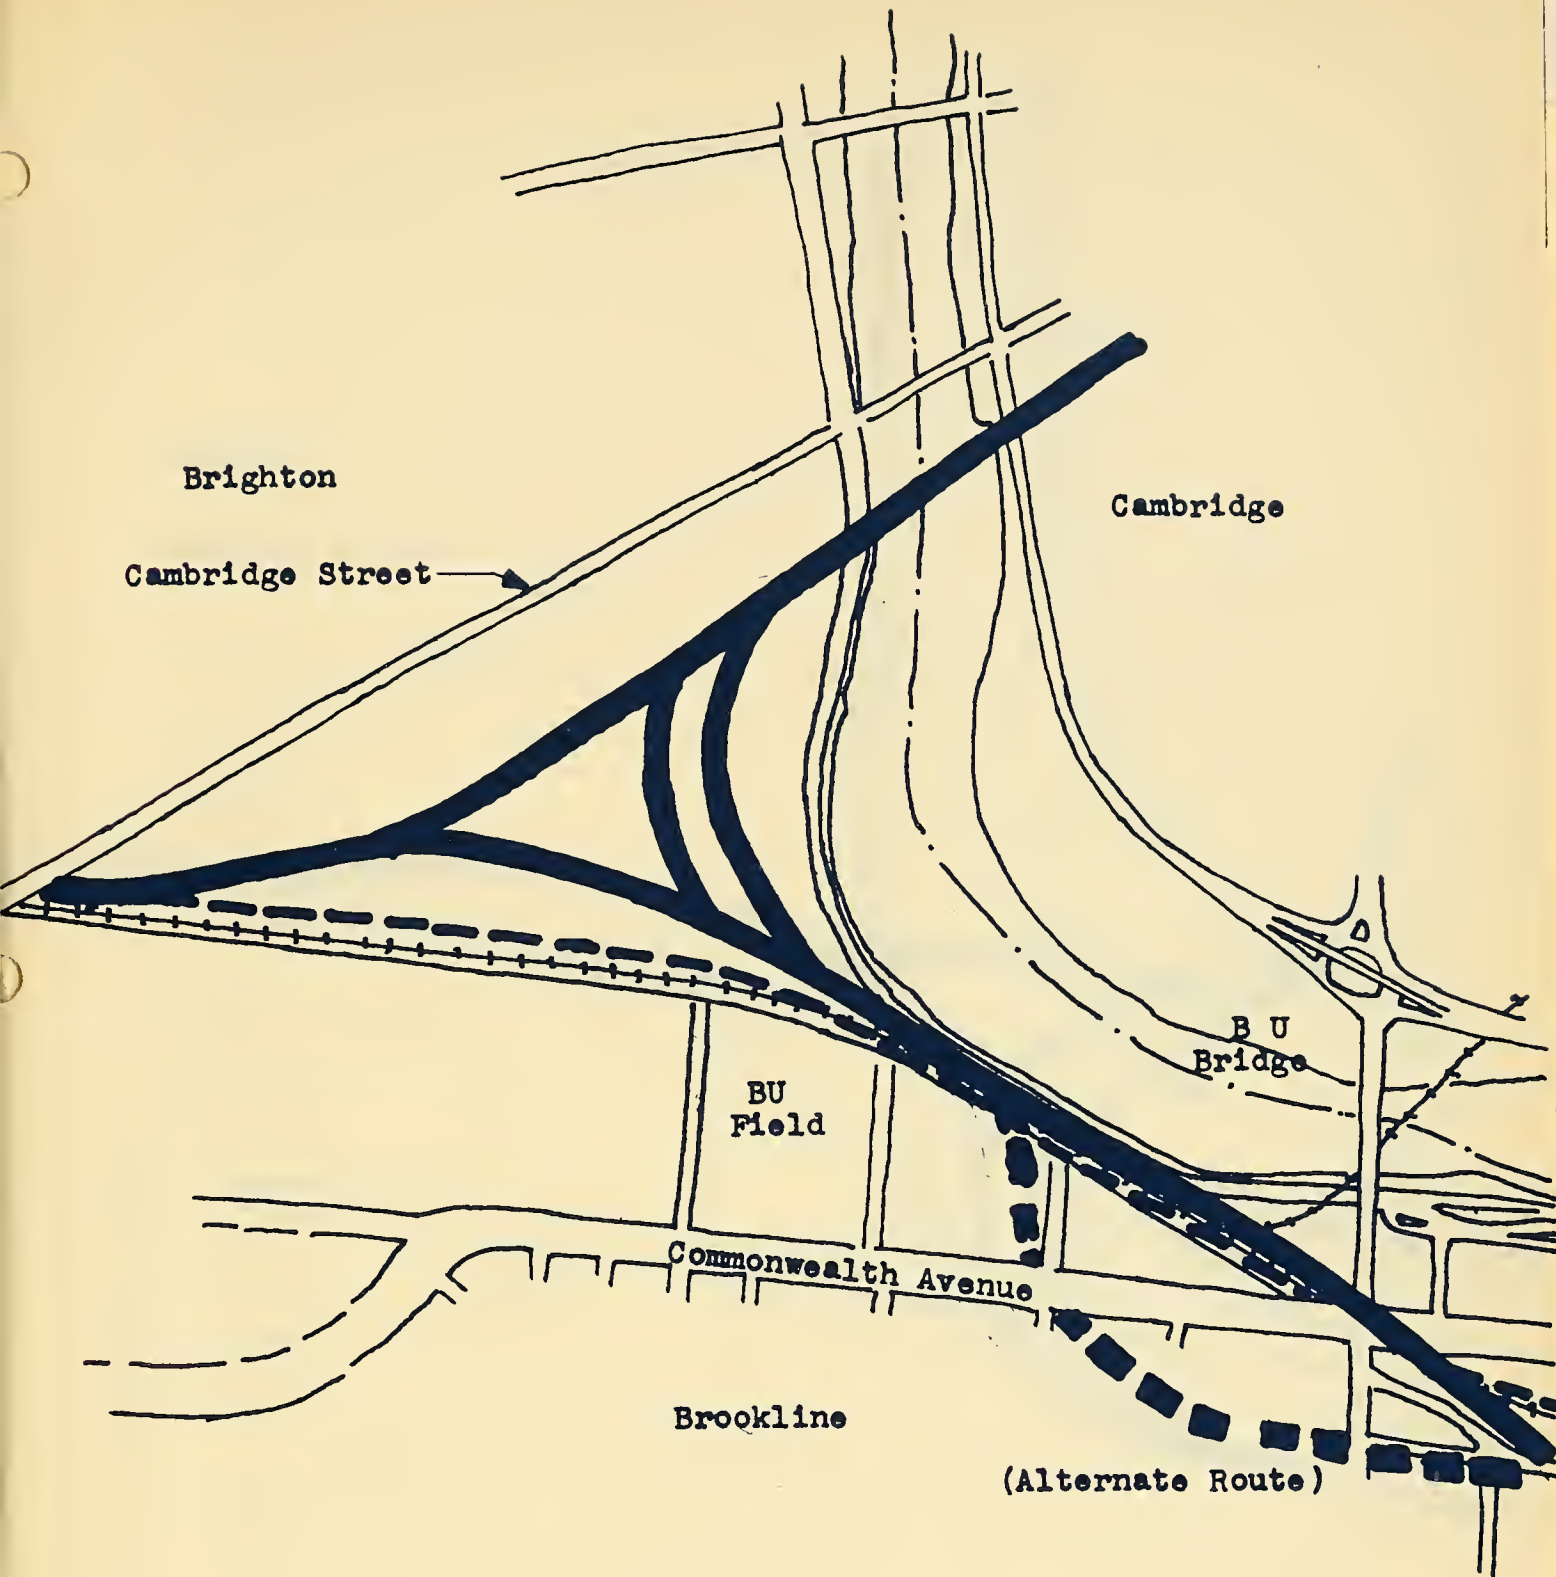 Brighton
Cambridge
Cambridge Street
B U
Bridge
BU
Field
Commonwealth Avenue
Brookline
(Alternate Route)